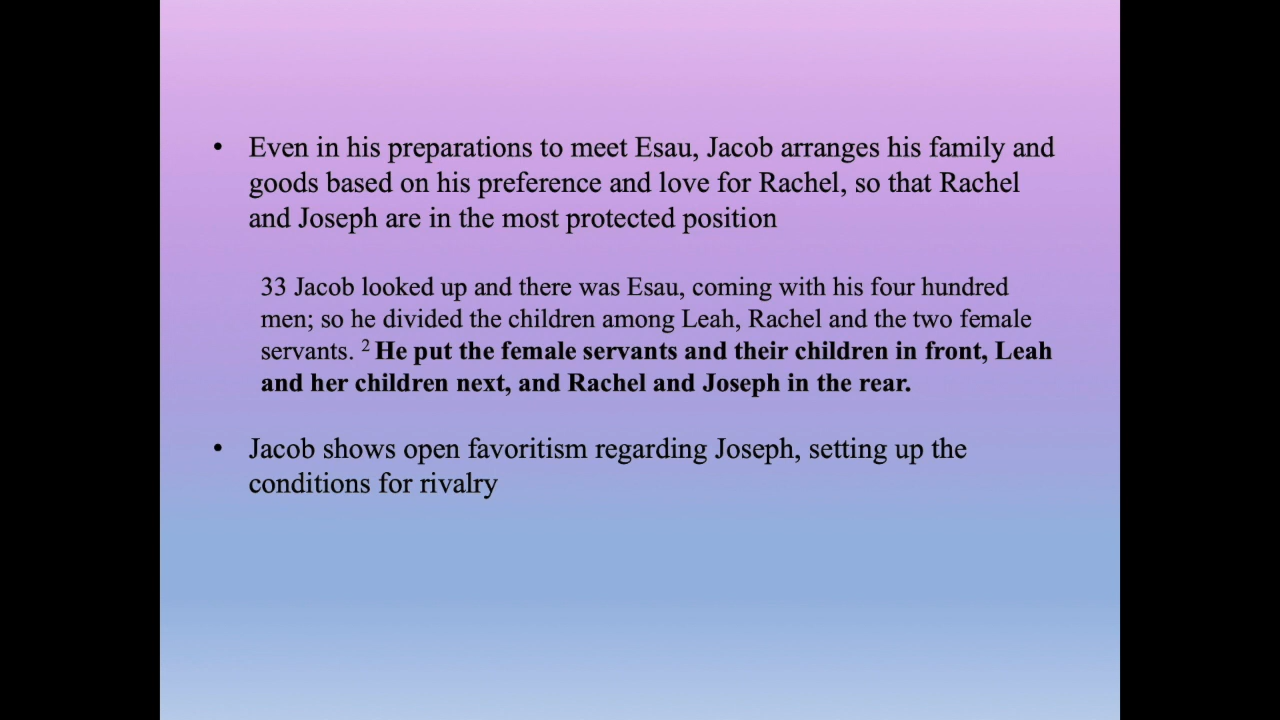 • Even in his preparations to meet Esau, Jacob arranges his family and
goods based on his preference and love for Rachel, so that Rachel
and Joseph are in the most protected position
33 Jacob looked up and there was Esau, coming with his four hundred
men; so he divided the children among Leah, Rachel and the two female
servants. ² He put the female servants and their children in front, Leah
and her children next, and Rachel and Joseph in the rear.
• Jacob shows open favoritism regarding Joseph, setting up the
conditions for rivalry